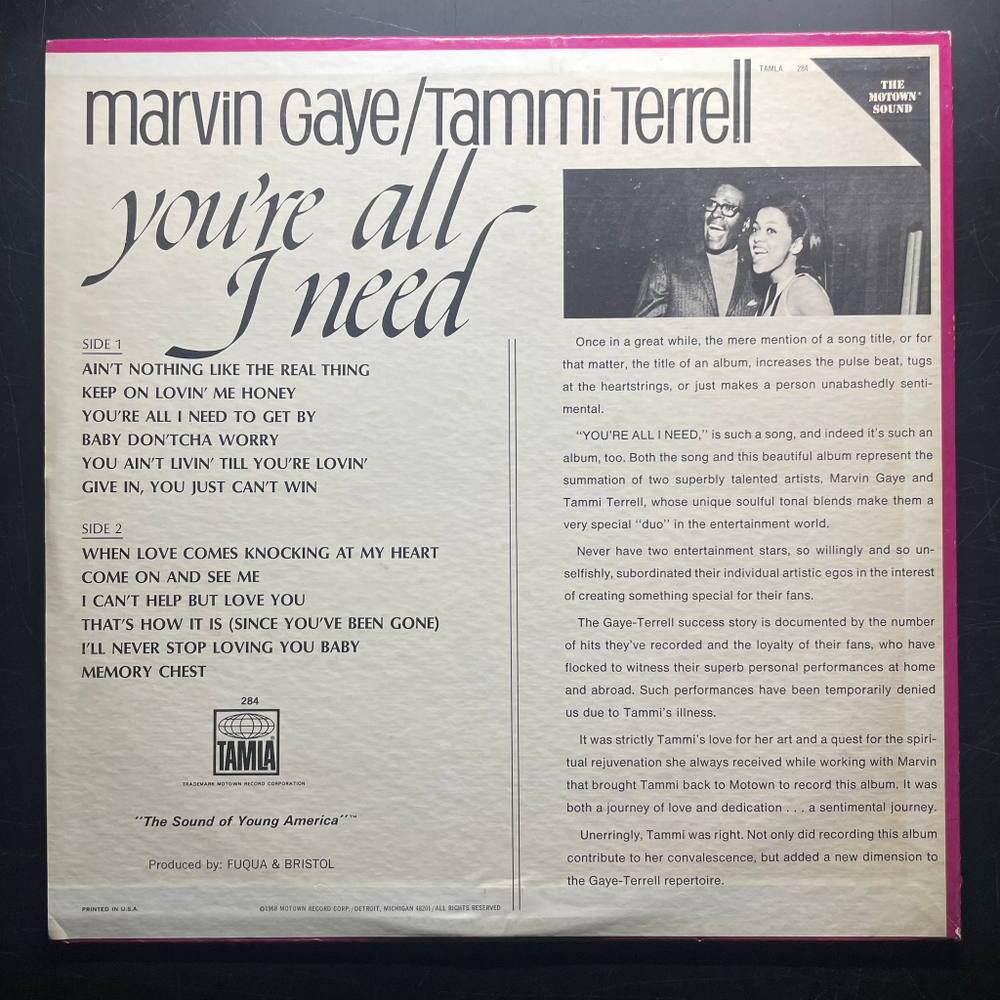 TAMLA 284
THE
MOTOWN®
SOUND
marvin Gaye/Tammi Terrell
you're all
I need
SIDE 1
AIN'T NOTHING LIKE THE REAL THING
KEEP ON LOVIN' ME HONEY
YOU'RE ALL I NEED TO GET BY
BABY DON'TCHA WORRY
YOU AIN'T LIVIN' TILL YOU'RE LOVIN'
GIVE IN, YOU JUST CAN'T WIN
SIDE 2
WHEN LOVE COMES KNOCKING AT MY HEART
COME ON AND SEE ME
I CAN'T HELP BUT LOVE YOU
THAT'S HOW IT IS (SINCE YOU'VE BEEN GONE)
I'LL NEVER STOP LOVING YOU BABY
MEMORY CHEST
284
TAMLA
TRADEMARK MOTOWN RECORD CORPORATION
"The Sound of Young America"™
Produced by: FUQUA & BRISTOL
PRINTED IN U.S.A.
©1968 MOTOWN RECORD CORP./DETROIT, MICHIGAN 48201/ALL RIGHTS RESERVED
Once in a great while, the mere mention of a song title, or for
that matter, the title of an album, increases the pulse beat, tugs
at the heartstrings, or just makes a person unabashedly senti-
mental.
"YOU'RE ALL I NEED," is such a song, and indeed it's such an
album, too. Both the song and this beautiful album represent the
summation of two superbly talented artists, Marvin Gaye and
Tammi Terrell, whose unique soulful tonal blends make them a
very special "duo" in the entertainment world.
Never have two entertainment stars, so willingly and so un-
selfishly, subordinated their individual artistic egos in the interest
of creating something special for their fans.
The Gaye-Terrell success story is documented by the number
of hits they've recorded and the loyalty of their fans, who have
flocked to witness their superb personal performances at home
and abroad. Such performances have been temporarily denied
us due to Tammi's illness.
It was strictly Tammi's love for her art and a quest for the spiri-
tual rejuvenation she always received while working with Marvin
that brought Tammi back to Motown to record this album. It was
both a journey of love and dedication . . . a sentimental journey.
Unerringly, Tammi was right. Not only did recording this album
contribute to her convalescence, but added a new dimension to
the Gaye-Terrell repertoire.